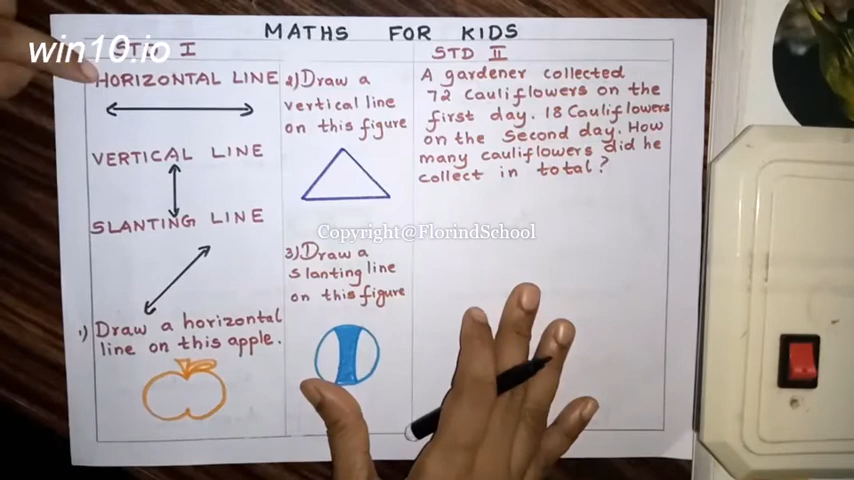 MATHS FOR KIDS
win10.io
STD I
HORIZONTAL LINE
VERTICAL LINE
SLANTING LINE
1) Draw a horizontal
line on this apple.
2) Draw a
vertical line
on this figure
3) Draw a
slanting line
on this figure
STD II
A gardener collected
72 Cauliflowers on the
first day. 18 Cauliflowers
on the Second day. How
many cauliflowers did he
collect in total?
Copyright@FlorindSchool